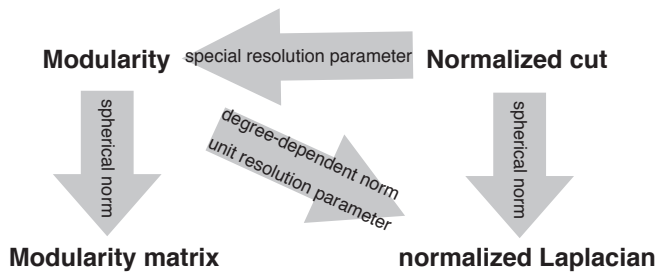 Modularity
special resolution parameter
Normalized cut
spherical norm
degree-dependent norm
unit resolution parameter
spherical norm
Modularity matrix
normalized Laplacian